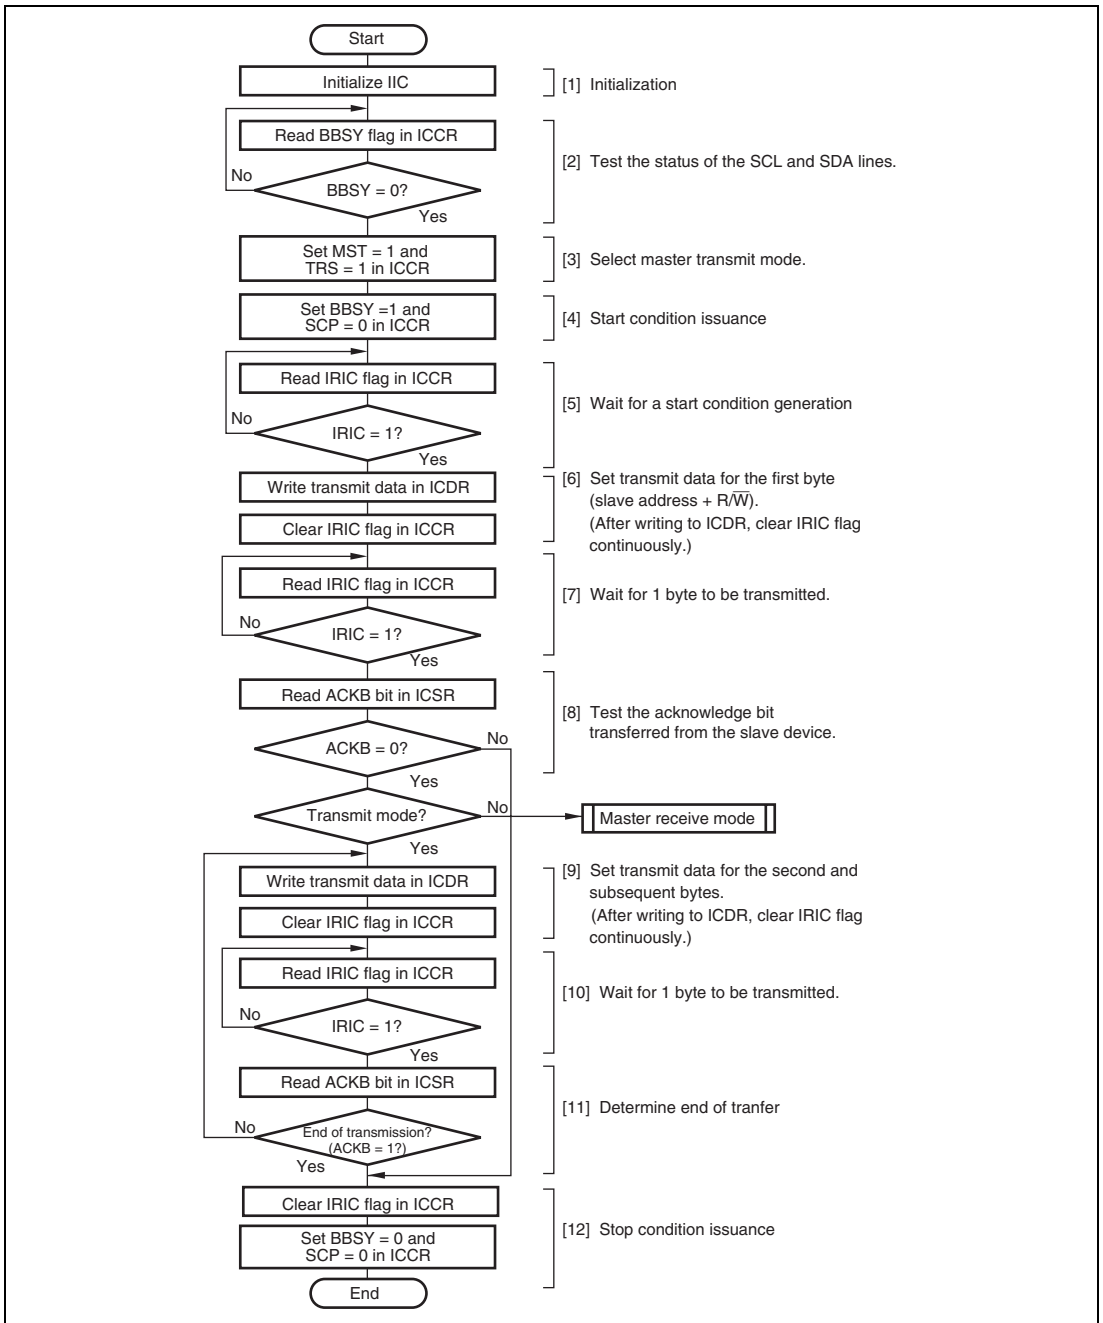 Start
Initialize IIC
[1] Initialization
Read BBSY flag in ICCR
[2] Test the status of the SCL and SDA lines.
No
BBSY = 0?
Yes
Set MST = 1 and
TRS = 1 in ICCR
[3] Select master transmit mode.
Set BBSY =1 and
SCP = 0 in ICCR
[4] Start condition issuance
Read IRIC flag in ICCR
[5] Wait for a start condition generation
No
IRIC = 1?
Yes
Write transmit data in ICDR
[6] Set transmit data for the first byte
(slave address + R/W̅).
(After writing to ICDR, clear IRIC flag
continuously.)
Clear IRIC flag in ICCR
Read IRIC flag in ICCR
[7] Wait for 1 byte to be transmitted.
No
IRIC = 1?
Yes
Read ACKB bit in ICSR
[8] Test the acknowledge bit
transferred from the slave device.
No
ACKB = 0?
Yes
Transmit mode?
No
Master receive mode
Yes
Write transmit data in ICDR
[9] Set transmit data for the second and
subsequent bytes.
(After writing to ICDR, clear IRIC flag
continuously.)
Clear IRIC flag in ICCR
Read IRIC flag in ICCR
[10] Wait for 1 byte to be transmitted.
No
IRIC = 1?
Yes
Read ACKB bit in ICSR
[11] Determine end of tranfer
No
End of transmission?
(ACKB = 1?)
Yes
Clear IRIC flag in ICCR
[12] Stop condition issuance
Set BBSY = 0 and
SCP = 0 in ICCR
End